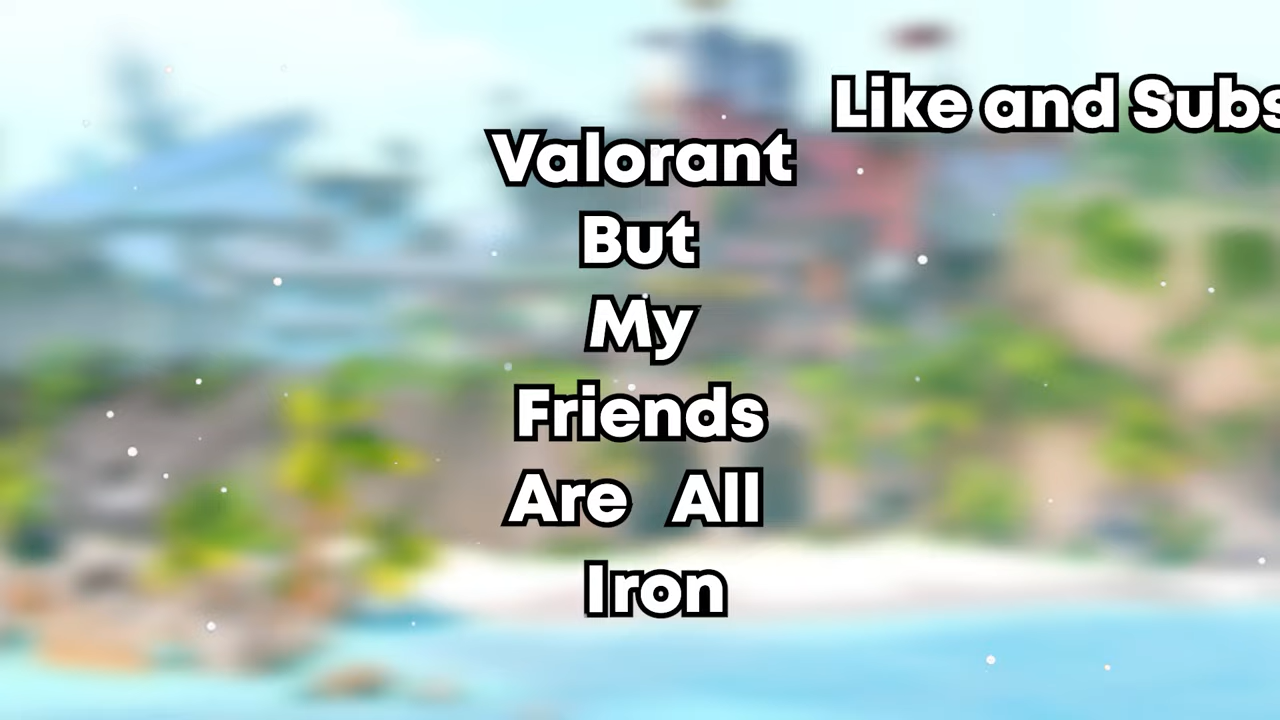 Like and Subs
Valorant
But
My
Friends
Are All
Iron